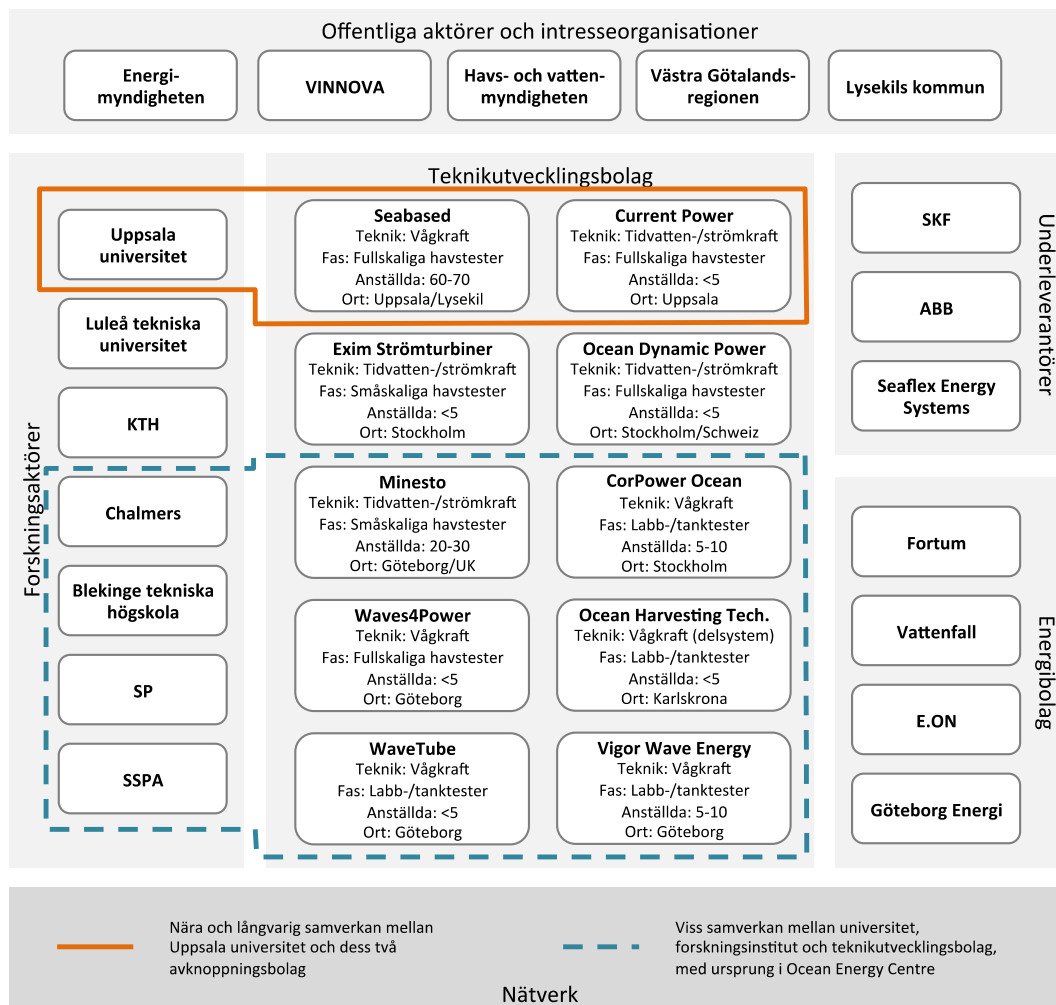 Offentliga aktörer och intresseorganisationer
Energi-
myndigheten
VINNOVA
Havs- och vatten-
myndigheten
Västra Götalands-
regionen
Lysekils kommun
Forskningsaktörer
Uppsala
universitet
Luleå tekniska
universitet
KTH
Chalmers
Blekinge tekniska
högskola
SP
SSPA
Teknikutvecklingsbolag
Seabased
Teknik: Vågkraft
Fas: Fullskaliga havstester
Anställda: 60-70
Ort: Uppsala/Lysekil
Current Power
Teknik: Tidvatten-/strömkraft
Fas: Fullskaliga havstester
Anställda: <5
Ort: Uppsala
Exim Strömturbiner
Teknik: Tidvatten-/strömkraft
Fas: Småskaliga havstester
Anställda: <5
Ort: Stockholm
Ocean Dynamic Power
Teknik: Tidvatten-/strömkraft
Fas: Fullskaliga havstester
Anställda: <5
Ort: Stockholm/Schweiz
Minesto
Teknik: Tidvatten-/strömkraft
Fas: Småskaliga havstester
Anställda: 20-30
Ort: Göteborg/UK
CorPower Ocean
Teknik: Vågkraft
Fas: Labb-/tanktester
Anställda: 5-10
Ort: Stockholm
Waves4Power
Teknik: Vågkraft
Fas: Fullskaliga havstester
Anställda: <5
Ort: Göteborg
Ocean Harvesting Tech.
Teknik: Vågkraft (delsystem)
Fas: Labb-/tanktester
Anställda: <5
Ort: Karlskrona
WaveTube
Teknik: Vågkraft
Fas: Labb-/tanktester
Anställda: <5
Ort: Göteborg
Vigor Wave Energy
Teknik: Vågkraft
Fas: Labb-/tanktester
Anställda: 5-10
Ort: Göteborg
Underleverantörer
SKF
ABB
Seaflex Energy
Systems
Energibolag
Fortum
Vattenfall
E.ON
Göteborg Energi
Nära och långvarig samverkan mellan
Uppsala universitet och dess två
avknoppningsbolag
Viss samverkan mellan universitet,
forskningsinstitut och teknikutvecklingsbolag,
med ursprung i Ocean Energy Centre
Nätverk